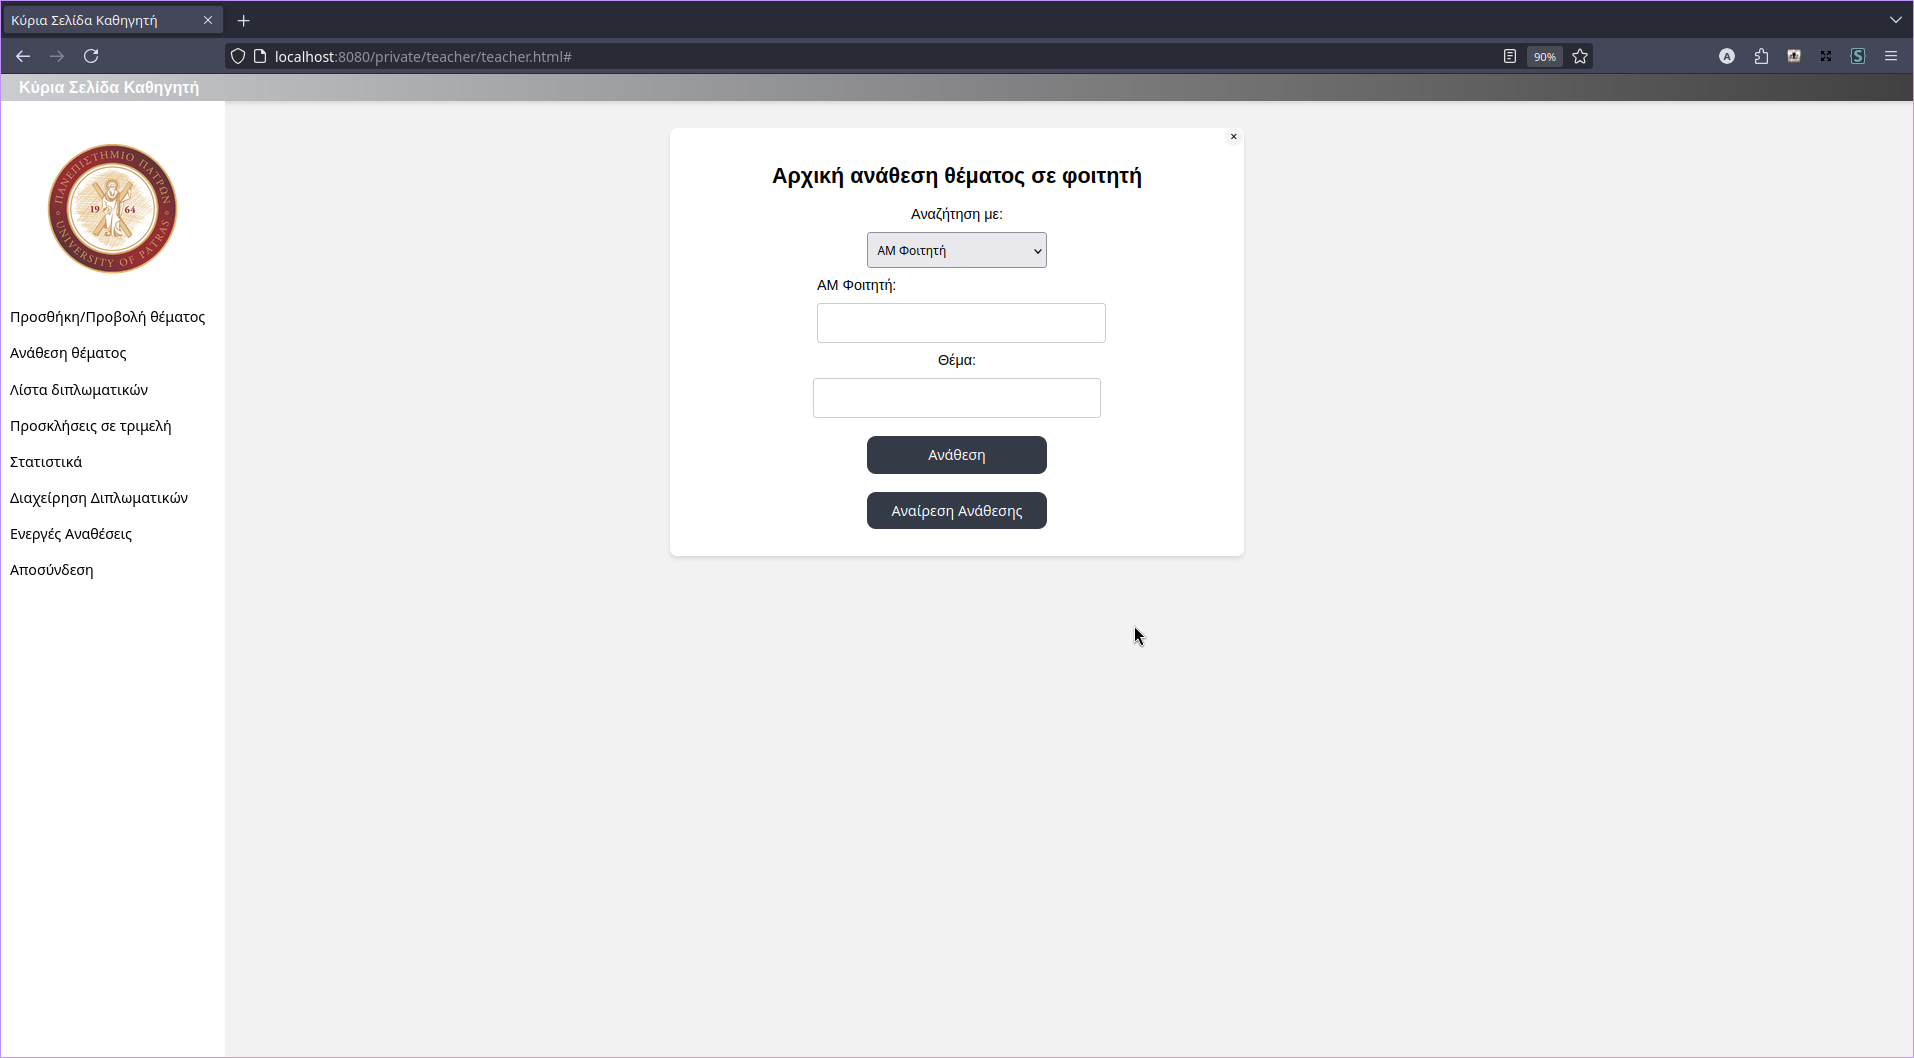 Κύρια Σελίδα Καθηγητή
localhost:8080/private/teacher/teacher.html#
90%
A
S
Κύρια Σελίδα Καθηγητή
ΠΑΝΕΠΙΣΤΗΜΙΟ ΠΑΤΡΩΝ
19 64
UNIVERSITY OF PATRAS
Προσθήκη/Προβολή θέματος
Ανάθεση θέματος
Λίστα διπλωματικών
Προσκλήσεις σε τριμελή
Στατιστικά
Διαχείρηση Διπλωματικών
Ενεργές Αναθέσεις
Αποσύνδεση
Αρχική ανάθεση θέματος σε φοιτητή
Αναζήτηση με:
ΑΜ Φοιτητή
ΑΜ Φοιτητή:
Θέμα:
Ανάθεση
Αναίρεση Ανάθεσης